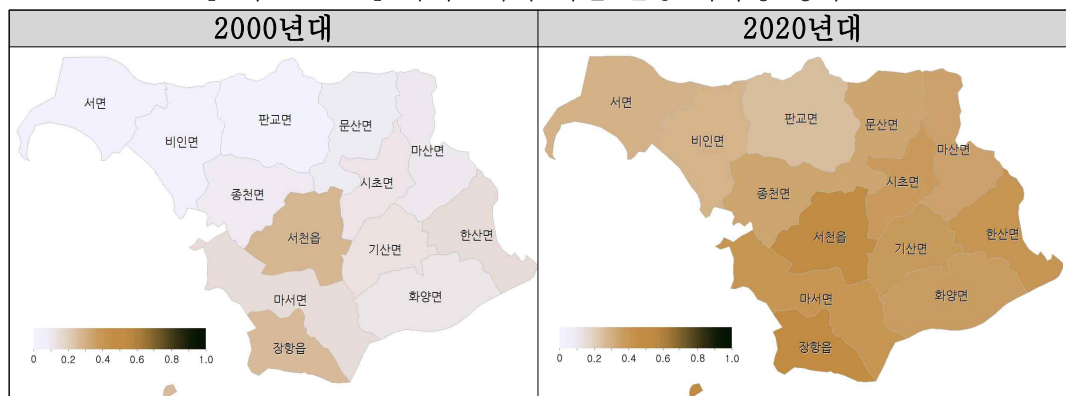 2000년대
2020년대
서면
판교면
문산면
비인면
마산면
시초면
종천면
서천읍
기산면
한산면
마서면
화양면
장항읍
0 0.2 0.4 0.6 0.8 1.0
서면
판교면
문산면
비인면
마산면
시초면
종천면
서천읍
기산면
한산면
마서면
화양면
장항읍
0 0.2 0.4 0.6 0.8 1.0